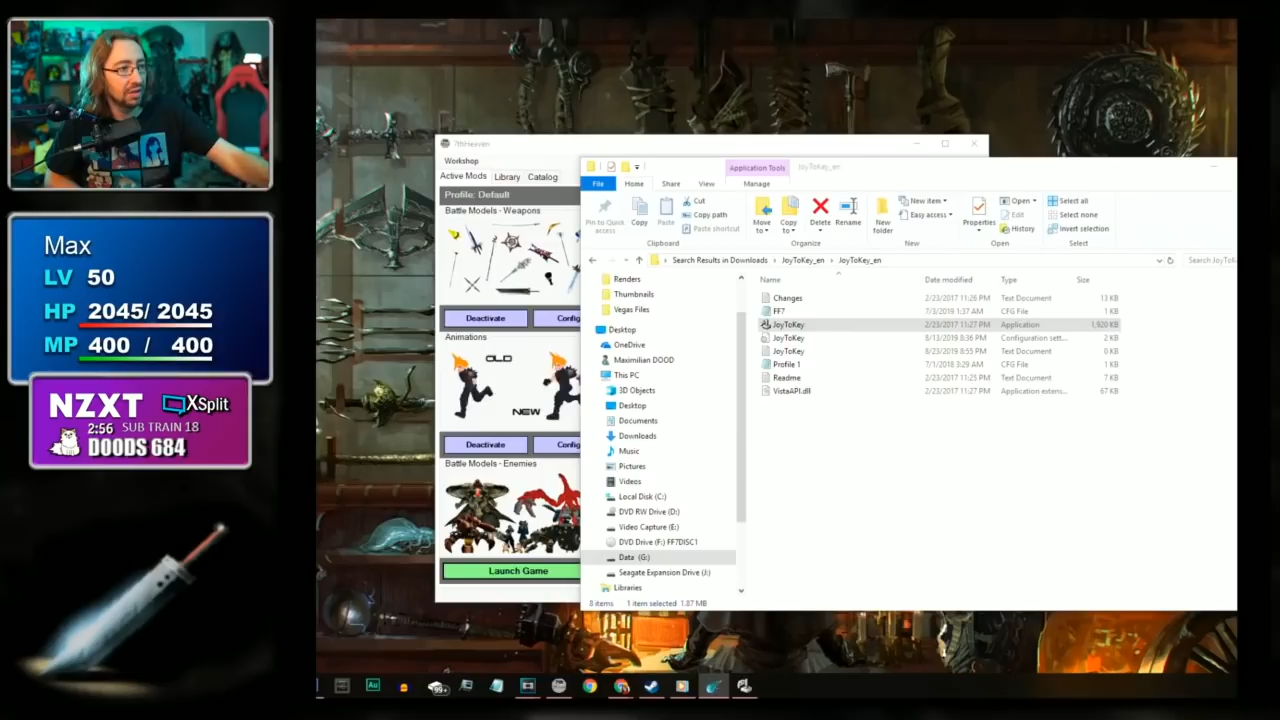 Max
LV 50
HP 2045/ 2045
MP 400 / 400
NZXT XSplit
2:56 SUB TRAIN 18
DOODS 684
7thHeaven
Workshop
Active Mods Library Catalog
Profile: Default
Battle Models - Weapons
Deactivate Config
Animations
OLD
NEW
Deactivate Config
Battle Models - Enemies
Launch Game
Application Tools JoyToKey_en
File Home Share View Manage
Pin to Quick access
Copy
Paste
Cut
Copy path
Paste shortcut
Clipboard
Move to
Copy to
Delete
Rename
Organize
New folder
New item
Easy access
New
Properties
Open
Edit
History
Open
Select all
Select none
Invert selection
Select
Search Results in Downloads › JoyToKey_en › JoyToKey_en
Search JoyToK
Renders
Thumbnails
Vegas Files
Desktop
OneDrive
Maximilian DOOD
This PC
3D Objects
Desktop
Documents
Downloads
Music
Pictures
Videos
Local Disk (C:)
DVD RW Drive (D:)
Video Capture (E:)
DVD Drive (F:) FF7DISC1
Data (G:)
Seagate Expansion Drive (J:)
Libraries
Name Date modified Type Size
Changes 2/23/2017 11:26 PM Text Document 13 KB
FF7 7/3/2019 1:37 AM CFG File 1 KB
JoyToKey 2/23/2017 11:27 PM Application 1,920 KB
JoyToKey 8/13/2019 8:36 PM Configuration sett... 2 KB
JoyToKey 8/23/2019 8:55 PM Text Document 0 KB
Profile 1 7/1/2018 3:29 AM CFG File 1 KB
Readme 2/23/2017 11:25 PM Text Document 7 KB
VistaAPI.dll 2/23/2017 11:27 PM Application extens... 67 KB
8 items 1 item selected 1.87 MB
Au
99+